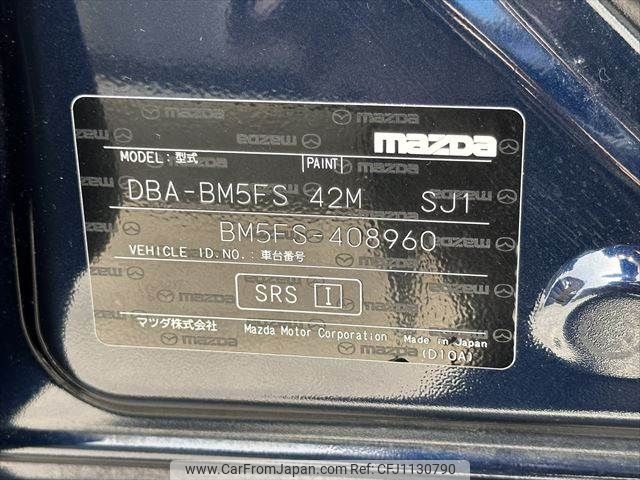 mazda
MODEL: 型式 PAINT
DBA-BM5FS 42M SJ1
BM5FS-408960
VEHICLE ID.NO.: 車台番号
SRS I
マツダ株式会社 Mazda Motor Corporation Made in Japan
(D10A)
www.CarFromJapan.com | Ref. No: CFJ1130790